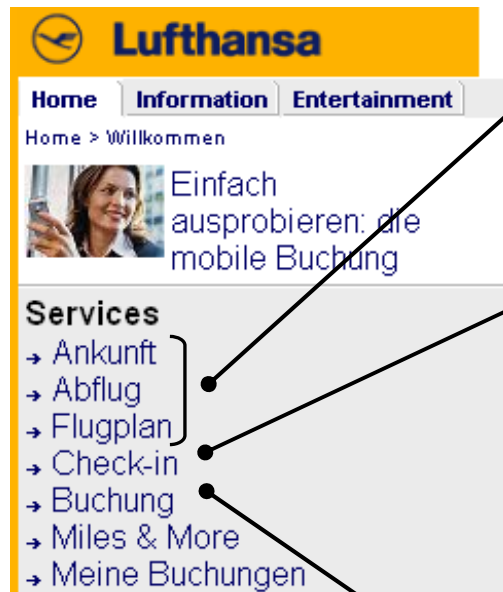 Lufthansa
Home Information Entertainment
Home > Willkommen
Einfach
ausprobieren: die
mobile Buchung
Services
→ Ankunft
→ Abflug
→ Flugplan
→ Check-in
→ Buchung
→ Miles & More
→ Meine Buchungen